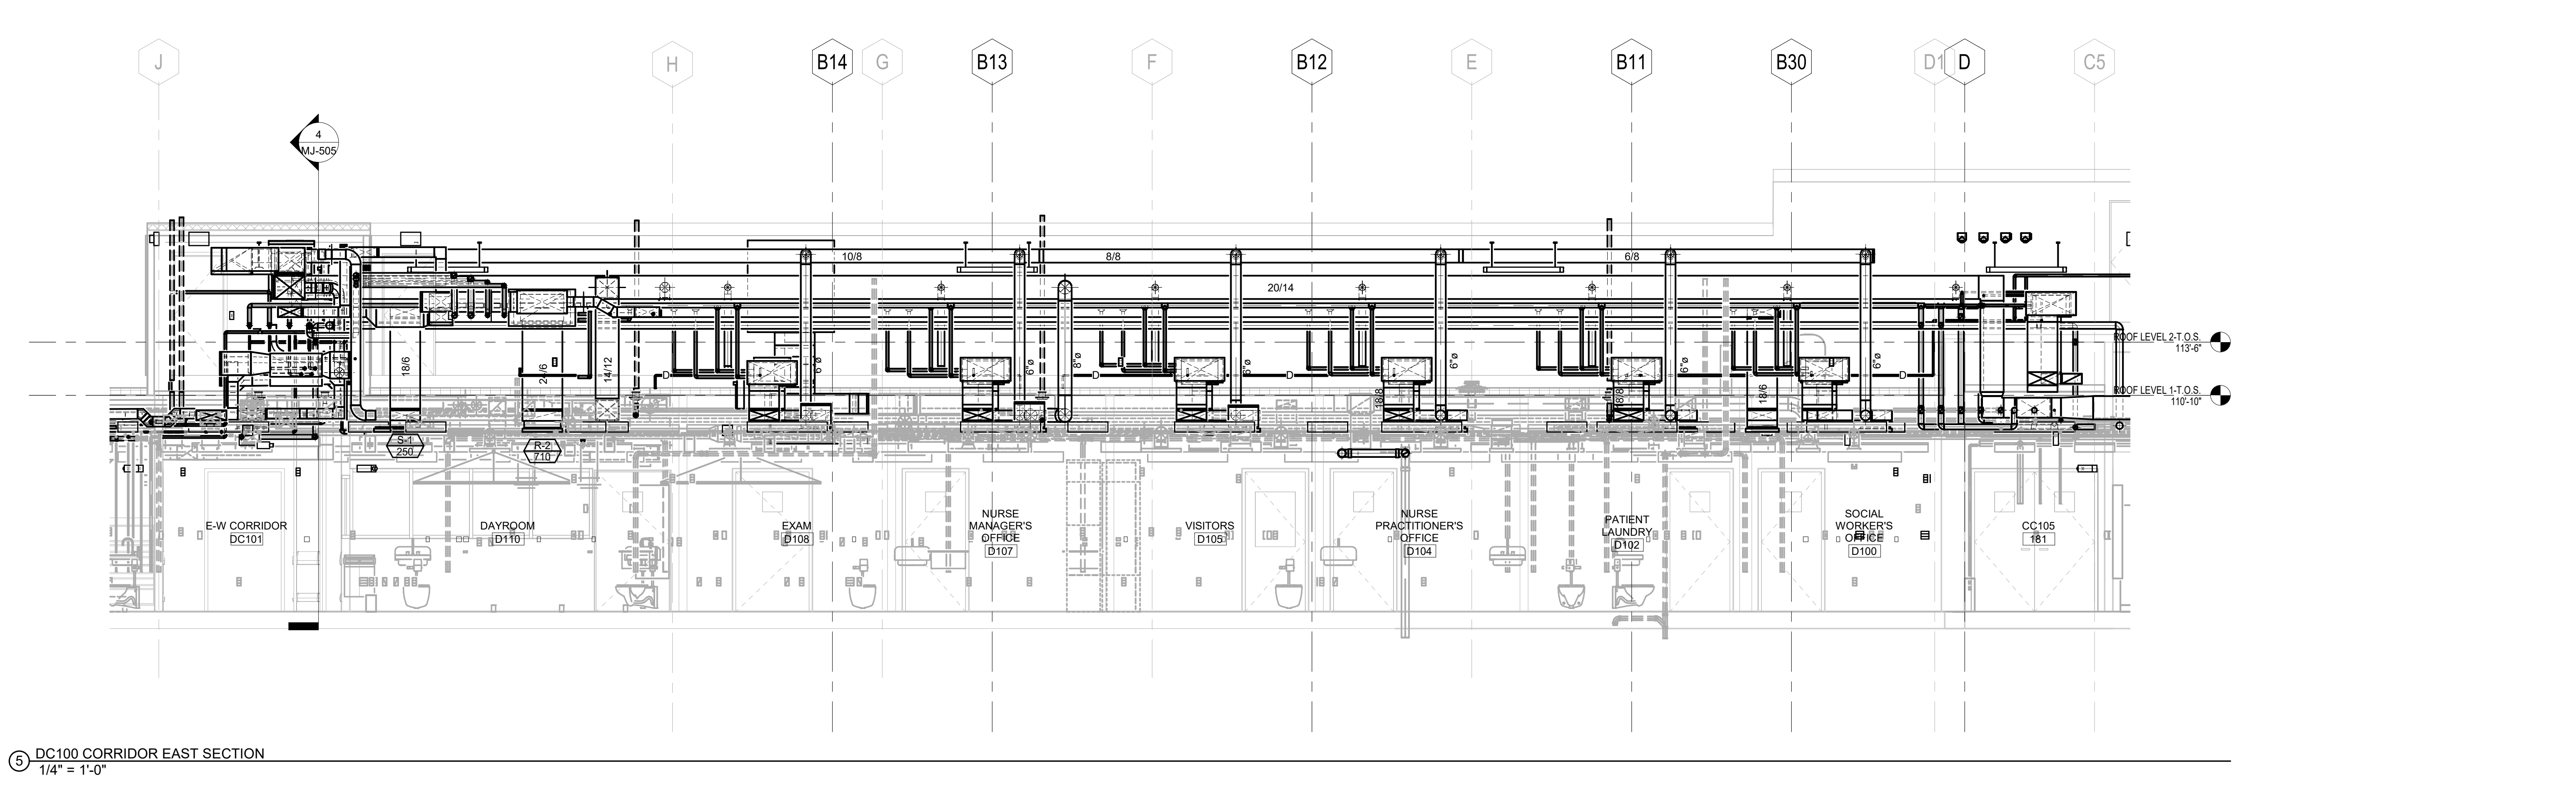 J
H
B14
G
B13
F
B12
E
B11
B30
D1
D
C5
4
MJ-505
10/8
8/8
6/8
20/14
18/6
24/6
14/12
6"ø
6"ø
8"ø
6"ø
6"ø
6"ø
6"ø
D
D
D
D
18/8
18/8
18/6
ROOF LEVEL 2-T.O.S.
113'-6"
ROOF LEVEL 1-T.O.S.
110'-10"
S-1
250
R-2
710
E-W CORRIDOR
DC101
DAYROOM
D110
EXAM
D108
NURSE
MANAGER'S
OFFICE
D107
VISITORS
D105
NURSE
PRACTITIONER'S
OFFICE
D104
PATIENT
LAUNDRY
D102
SOCIAL
WORKER'S
OFFICE
D100
CC105
181
5
DC100 CORRIDOR EAST SECTION
1/4" = 1'-0"